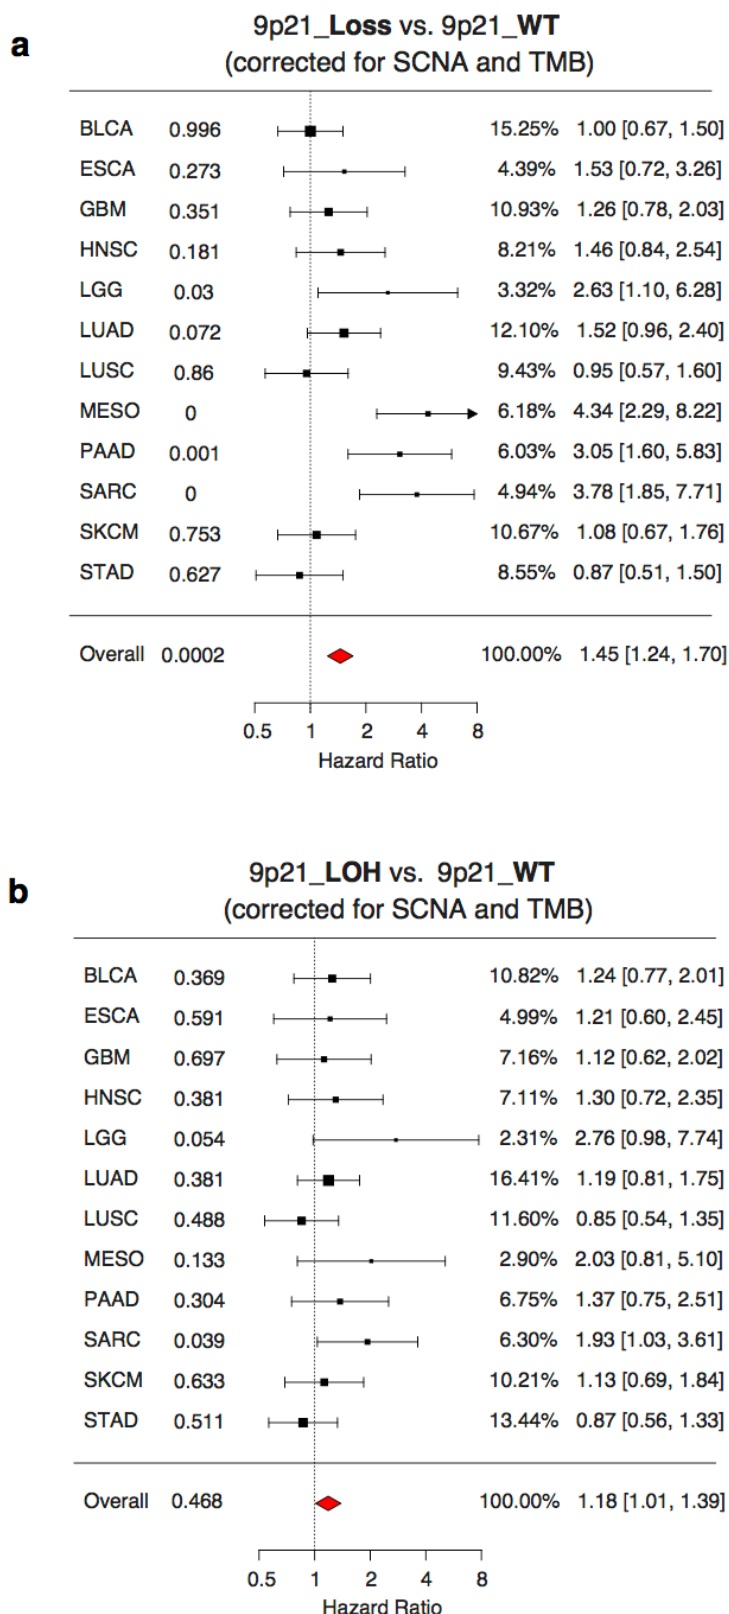 a
9p21_Loss vs. 9p21_WT
(corrected for SCNA and TMB)
BLCA 0.996 15.25% 1.00 [0.67, 1.50]
ESCA 0.273 4.39% 1.53 [0.72, 3.26]
GBM 0.351 10.93% 1.26 [0.78, 2.03]
HNSC 0.181 8.21% 1.46 [0.84, 2.54]
LGG 0.03 3.32% 2.63 [1.10, 6.28]
LUAD 0.072 12.10% 1.52 [0.96, 2.40]
LUSC 0.86 9.43% 0.95 [0.57, 1.60]
MESO 0 6.18% 4.34 [2.29, 8.22]
PAAD 0.001 6.03% 3.05 [1.60, 5.83]
SARC 0 4.94% 3.78 [1.85, 7.71]
SKCM 0.753 10.67% 1.08 [0.67, 1.76]
STAD 0.627 8.55% 0.87 [0.51, 1.50]
Overall 0.0002 100.00% 1.45 [1.24, 1.70]
0.5 1 2 4 8
Hazard Ratio
b
9p21_LOH vs. 9p21_WT
(corrected for SCNA and TMB)
BLCA 0.369 10.82% 1.24 [0.77, 2.01]
ESCA 0.591 4.99% 1.21 [0.60, 2.45]
GBM 0.697 7.16% 1.12 [0.62, 2.02]
HNSC 0.381 7.11% 1.30 [0.72, 2.35]
LGG 0.054 2.31% 2.76 [0.98, 7.74]
LUAD 0.381 16.41% 1.19 [0.81, 1.75]
LUSC 0.488 11.60% 0.85 [0.54, 1.35]
MESO 0.133 2.90% 2.03 [0.81, 5.10]
PAAD 0.304 6.75% 1.37 [0.75, 2.51]
SARC 0.039 6.30% 1.93 [1.03, 3.61]
SKCM 0.633 10.21% 1.13 [0.69, 1.84]
STAD 0.511 13.44% 0.87 [0.56, 1.33]
Overall 0.468 100.00% 1.18 [1.01, 1.39]
0.5 1 2 4 8
Hazard Ratio